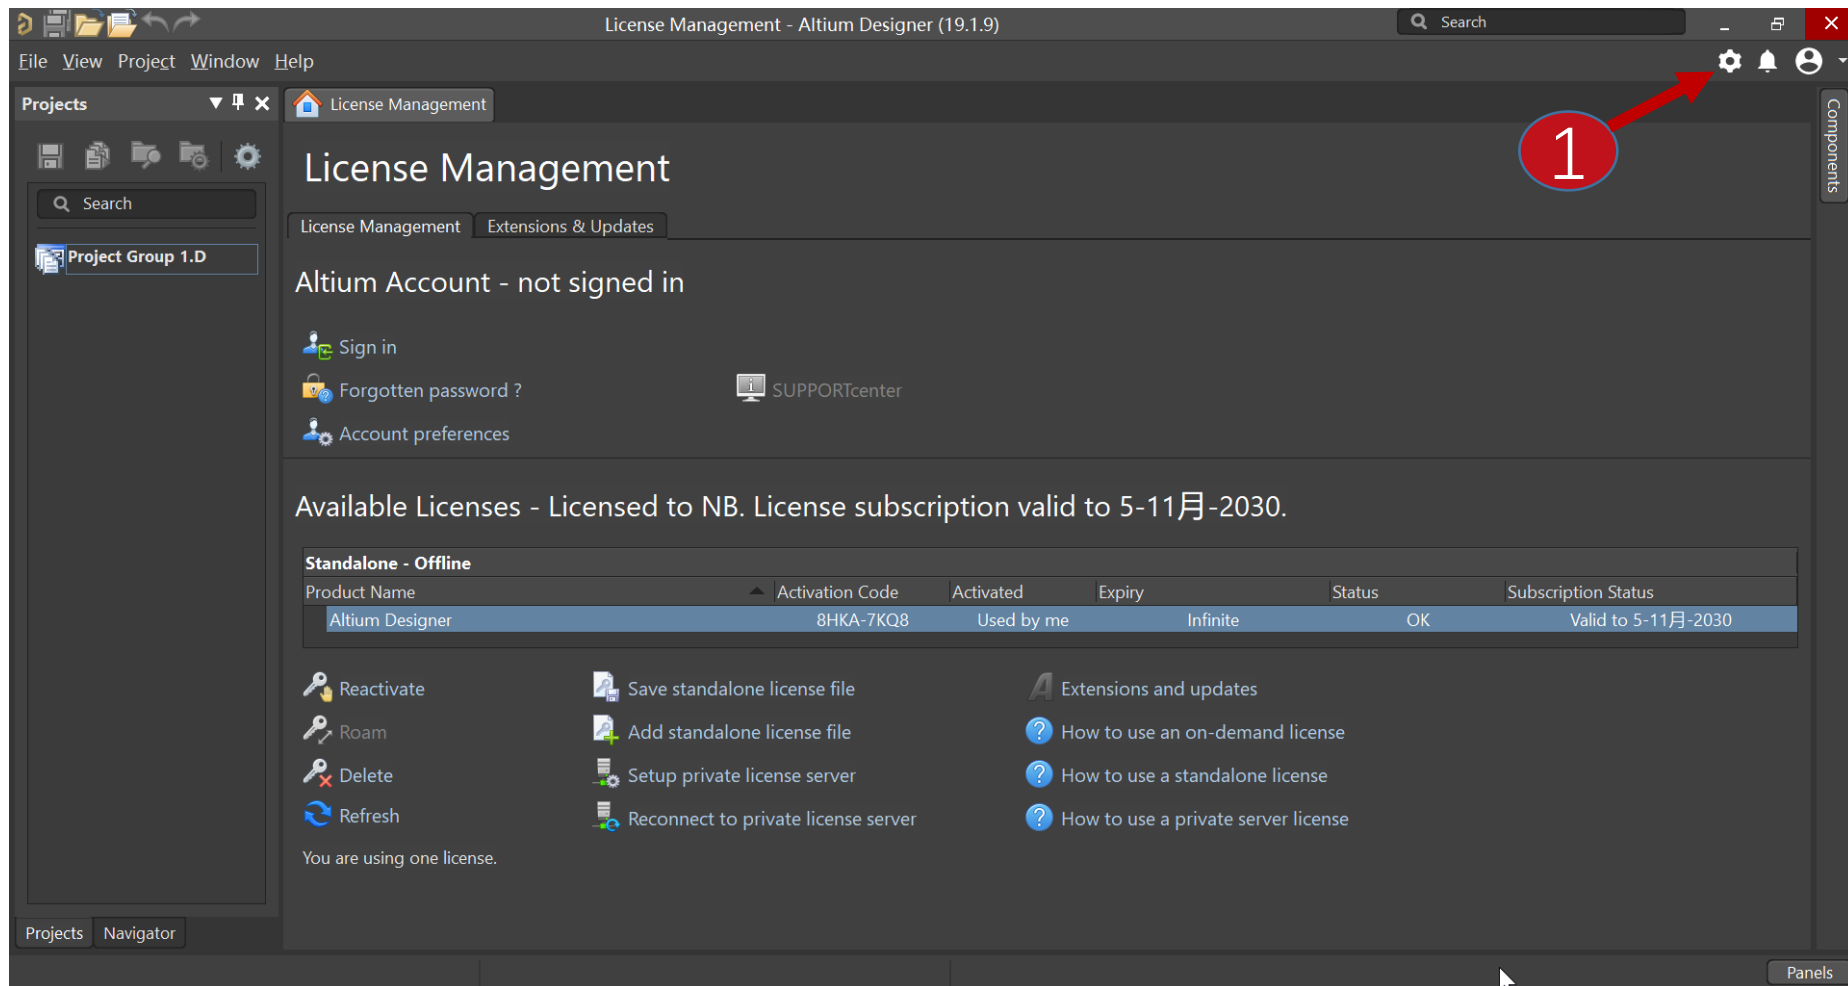 License Management - Altium Designer (19.1.9)
Search
File View Project Window Help
Projects
License Management
1
Components
License Management
Search
License Management
Extensions & Updates
Project Group 1.D
Altium Account - not signed in
Sign in
Forgotten password ?
SUPPORTcenter
Account preferences
Available Licenses - Licensed to NB. License subscription valid to 5-11月-2030.
Standalone - Offline
Product Name Activation Code Activated Expiry Status Subscription Status
Altium Designer 8HKA-7KQ8 Used by me Infinite OK Valid to 5-11月-2030
Reactivate Save standalone license file Extensions and updates
Roam Add standalone license file How to use an on-demand license
Delete Setup private license server How to use a standalone license
Refresh Reconnect to private license server How to use a private server license
You are using one license.
Projects Navigator
Panels